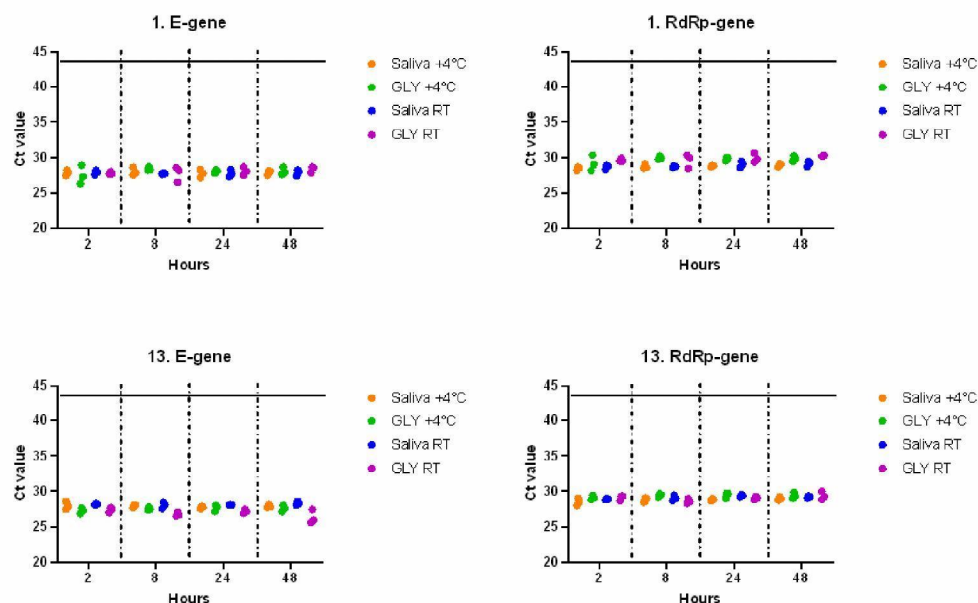 1. E-gene
45
40
35
30
25
20
Ct value
2 8 24 48
Hours
Saliva +4°C
GLY +4°C
Saliva RT
GLY RT
1. RdRp-gene
45
40
35
30
25
20
Ct value
2 8 24 48
Hours
Saliva +4°C
GLY +4°C
Saliva RT
GLY RT
13. E-gene
45
40
35
30
25
20
Ct value
2 8 24 48
Hours
Saliva +4°C
GLY +4°C
Saliva RT
GLY RT
13. RdRp-gene
45
40
35
30
25
20
Ct value
2 8 24 48
Hours
Saliva +4°C
GLY +4°C
Saliva RT
GLY RT